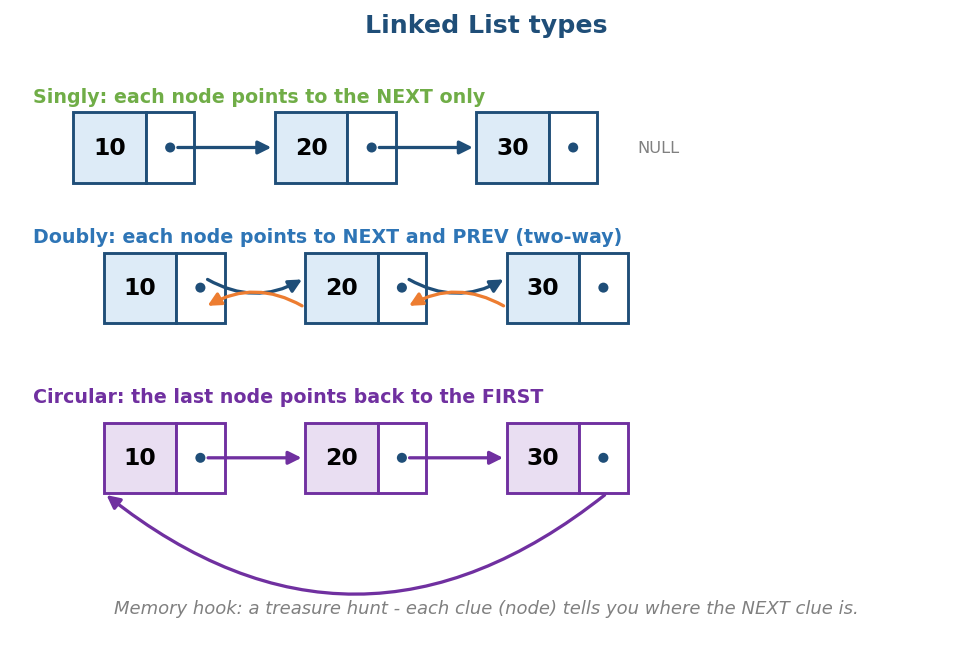 Linked List types
Singly: each node points to the NEXT only
10 20 30 NULL
Doubly: each node points to NEXT and PREV (two-way)
10 20 30
Circular: the last node points back to the FIRST
10 20 30
Memory hook: a treasure hunt - each clue (node) tells you where the NEXT clue is.